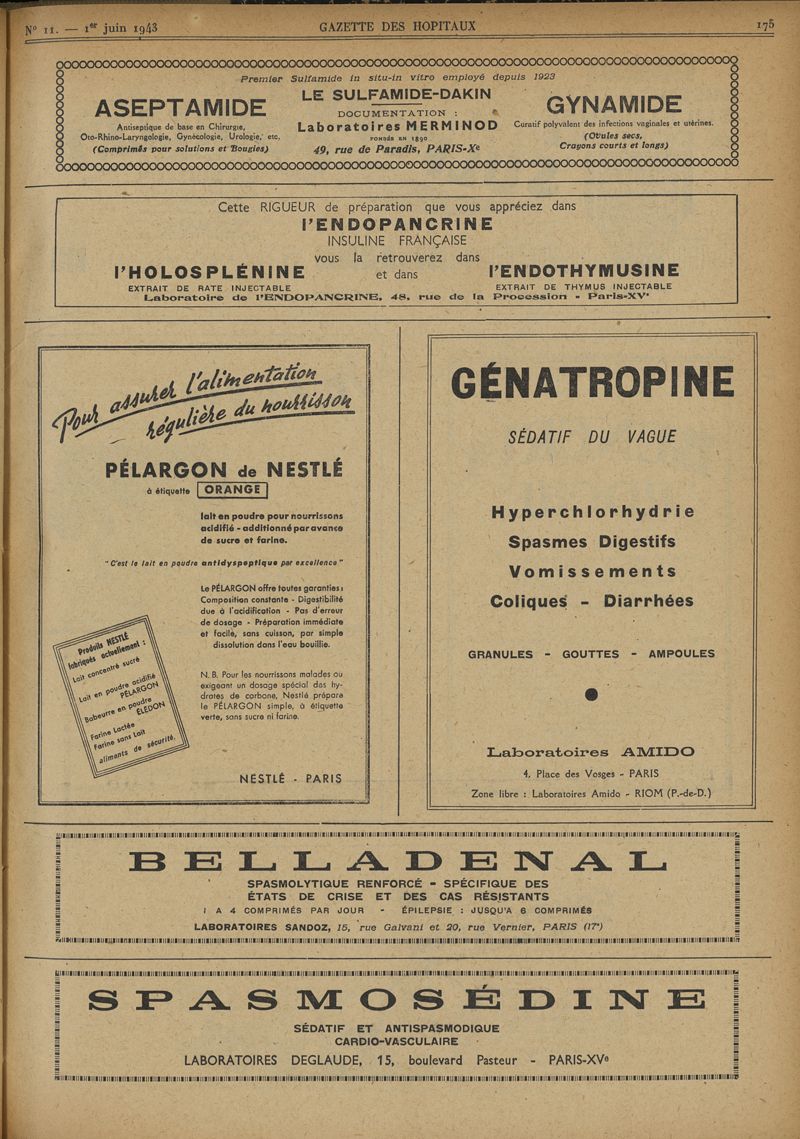 N° 11. — 1er juin 1943
GAZETTE DES HOPITAUX
175
Premier Sulfamide in situ-in vitro employé depuis 1923
ASEPTAMIDE
Antiseptique de base en Chirurgie,
Oto-Rhino-Laryngologie, Gynécologie, Urologie, etc.
(Comprimés pour solutions et Bougies)
LE SULFAMIDE-DAKIN
DOCUMENTATION :
Laboratoires MERMINOD
FONDÉS EN 1890
49, rue de Paradis, PARIS-Xe
GYNAMIDE
Curatif polyvalent des infections vaginales et utérines.
(Ovules secs,
Crayons courts et longs)
Cette RIGUEUR de préparation que vous appréciez dans
l'ENDOPANCRINE
INSULINE FRANÇAISE
vous la retrouverez dans
l'HOLOSPLÉNINE
EXTRAIT DE RATE INJECTABLE
et dans
l'ENDOTHYMUSINE
EXTRAIT DE THYMUS INJECTABLE
Laboratoire de l'ENDOPANCRINE, 48, rue de la Procession - Paris-XVe
Pour assurer l'alimentation
régulière du nourrisson
PÉLARGON de NESTLÉ
à étiquette ORANGE
lait en poudre pour nourrissons
acidifié - additionné par avance
de sucre et farine.
"C'est le lait en poudre antidyspeptique par excellence"
Le PÉLARGON offre toutes garanties :
Composition constante - Digestibilité
due à l'acidification - Pas d'erreur
de dosage - Préparation immédiate
et facile, sans cuisson, par simple
dissolution dans l'eau bouillie.
N. B. Pour les nourrissons malades ou
exigeant un dosage spécial des hy-
drates de carbone, Nestlé prépare
le PÉLARGON simple, à étiquette
verte, sans sucre ni farine.
Produits NESTLÉ
fabriqués actuellement :
Lait concentré sucré
Lait en poudre acidifié
PÉLARGON
Babeurre en poudre
ÉLEDON
Farine Lactée
Farine sans Lait
aliments de sécurité.
NESTLÉ - PARIS
GÉNATROPINE
SÉDATIF DU VAGUE
Hyperchlorhydrie
Spasmes Digestifs
Vomissements
Coliques - Diarrhées
GRANULES - GOUTTES - AMPOULES
Laboratoires AMIDO
4, Place des Vosges - PARIS
Zone libre : Laboratoires Amido - RIOM (P.-de-D.)
BELLADENAL
SPASMOLYTIQUE RENFORCÉ - SPÉCIFIQUE DES
ÉTATS DE CRISE ET DES CAS RÉSISTANTS
1 A 4 COMPRIMÉS PAR JOUR - ÉPILEPSIE : JUSQU'A 6 COMPRIMÉS
LABORATOIRES SANDOZ, 15, rue Galvani et 20, rue Vernier, PARIS (17e)
SPASMOSÉDINE
SÉDATIF ET ANTISPASMODIQUE
CARDIO-VASCULAIRE
LABORATOIRES DEGLAUDE, 15, boulevard Pasteur - PARIS-XVe